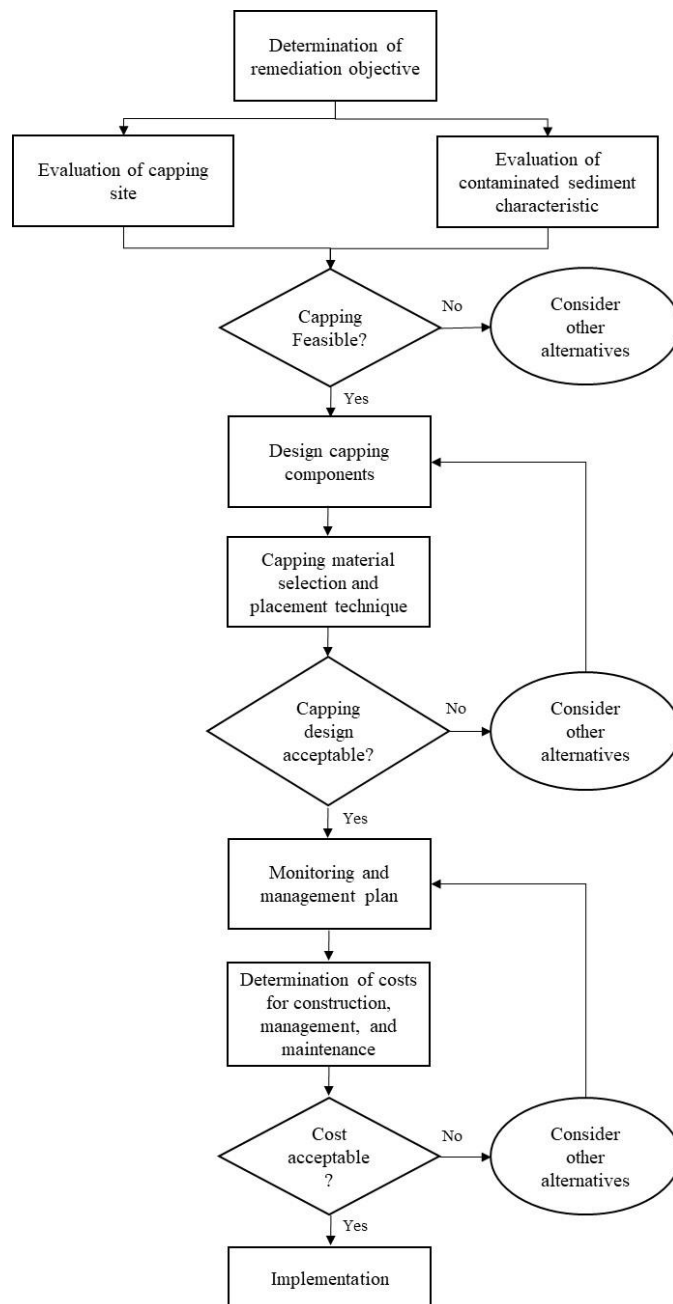 Determination of
remediation objective
Evaluation of capping
site
Evaluation of
contaminated sediment
characteristic
Capping
Feasible?
No
Consider
other
alternatives
Yes
Design capping
components
Capping material
selection and
placement technique
Capping
design
acceptable?
No
Consider
other
alternatives
Yes
Monitoring and
management plan
Determination of costs
for construction,
management, and
maintenance
Cost
acceptable
?
No
Consider
other
alternatives
Yes
Implementation